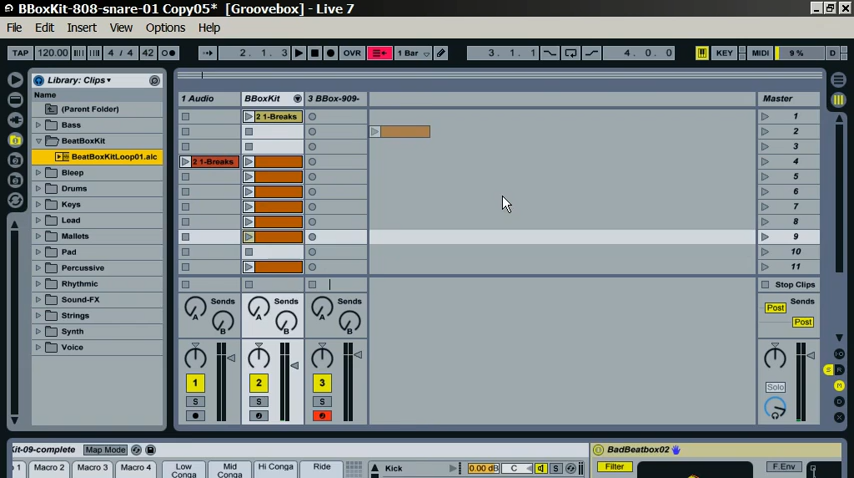 BBoxKit-808-snare-01 Copy05* [Groovebox] - Live 7
File Edit Insert View Options Help
TAP 120.00 4 / 4 42 2. 1. 3 OVR 1 Bar 3. 1. 1 4. 0. 0 KEY MIDI 9 % D
Library: Clips
Name
(Parent Folder)
Bass
BeatBoxKit
BeatBoxKitLoop01.alc
Bleep
Drums
Keys
Lead
Mallets
Pad
Percussive
Rhythmic
Sound-FX
Strings
Synth
Voice
1 Audio BBoxKit 3 BBox-909- Master
2 1-Breaks 1
2
3
2 1-Breaks 4
5
6
7
8
9
10
11
Stop Clips
Sends Sends Sends Sends
A B A B A B Post
Post
1 2 3 Solo
S S S
Kit-09-complete Map Mode BadBeatbox02
Macro 2 Macro 3 Macro 4 Low Conga Mid Conga Hi Conga Ride Kick 0.00 dB C S Filter F.Env